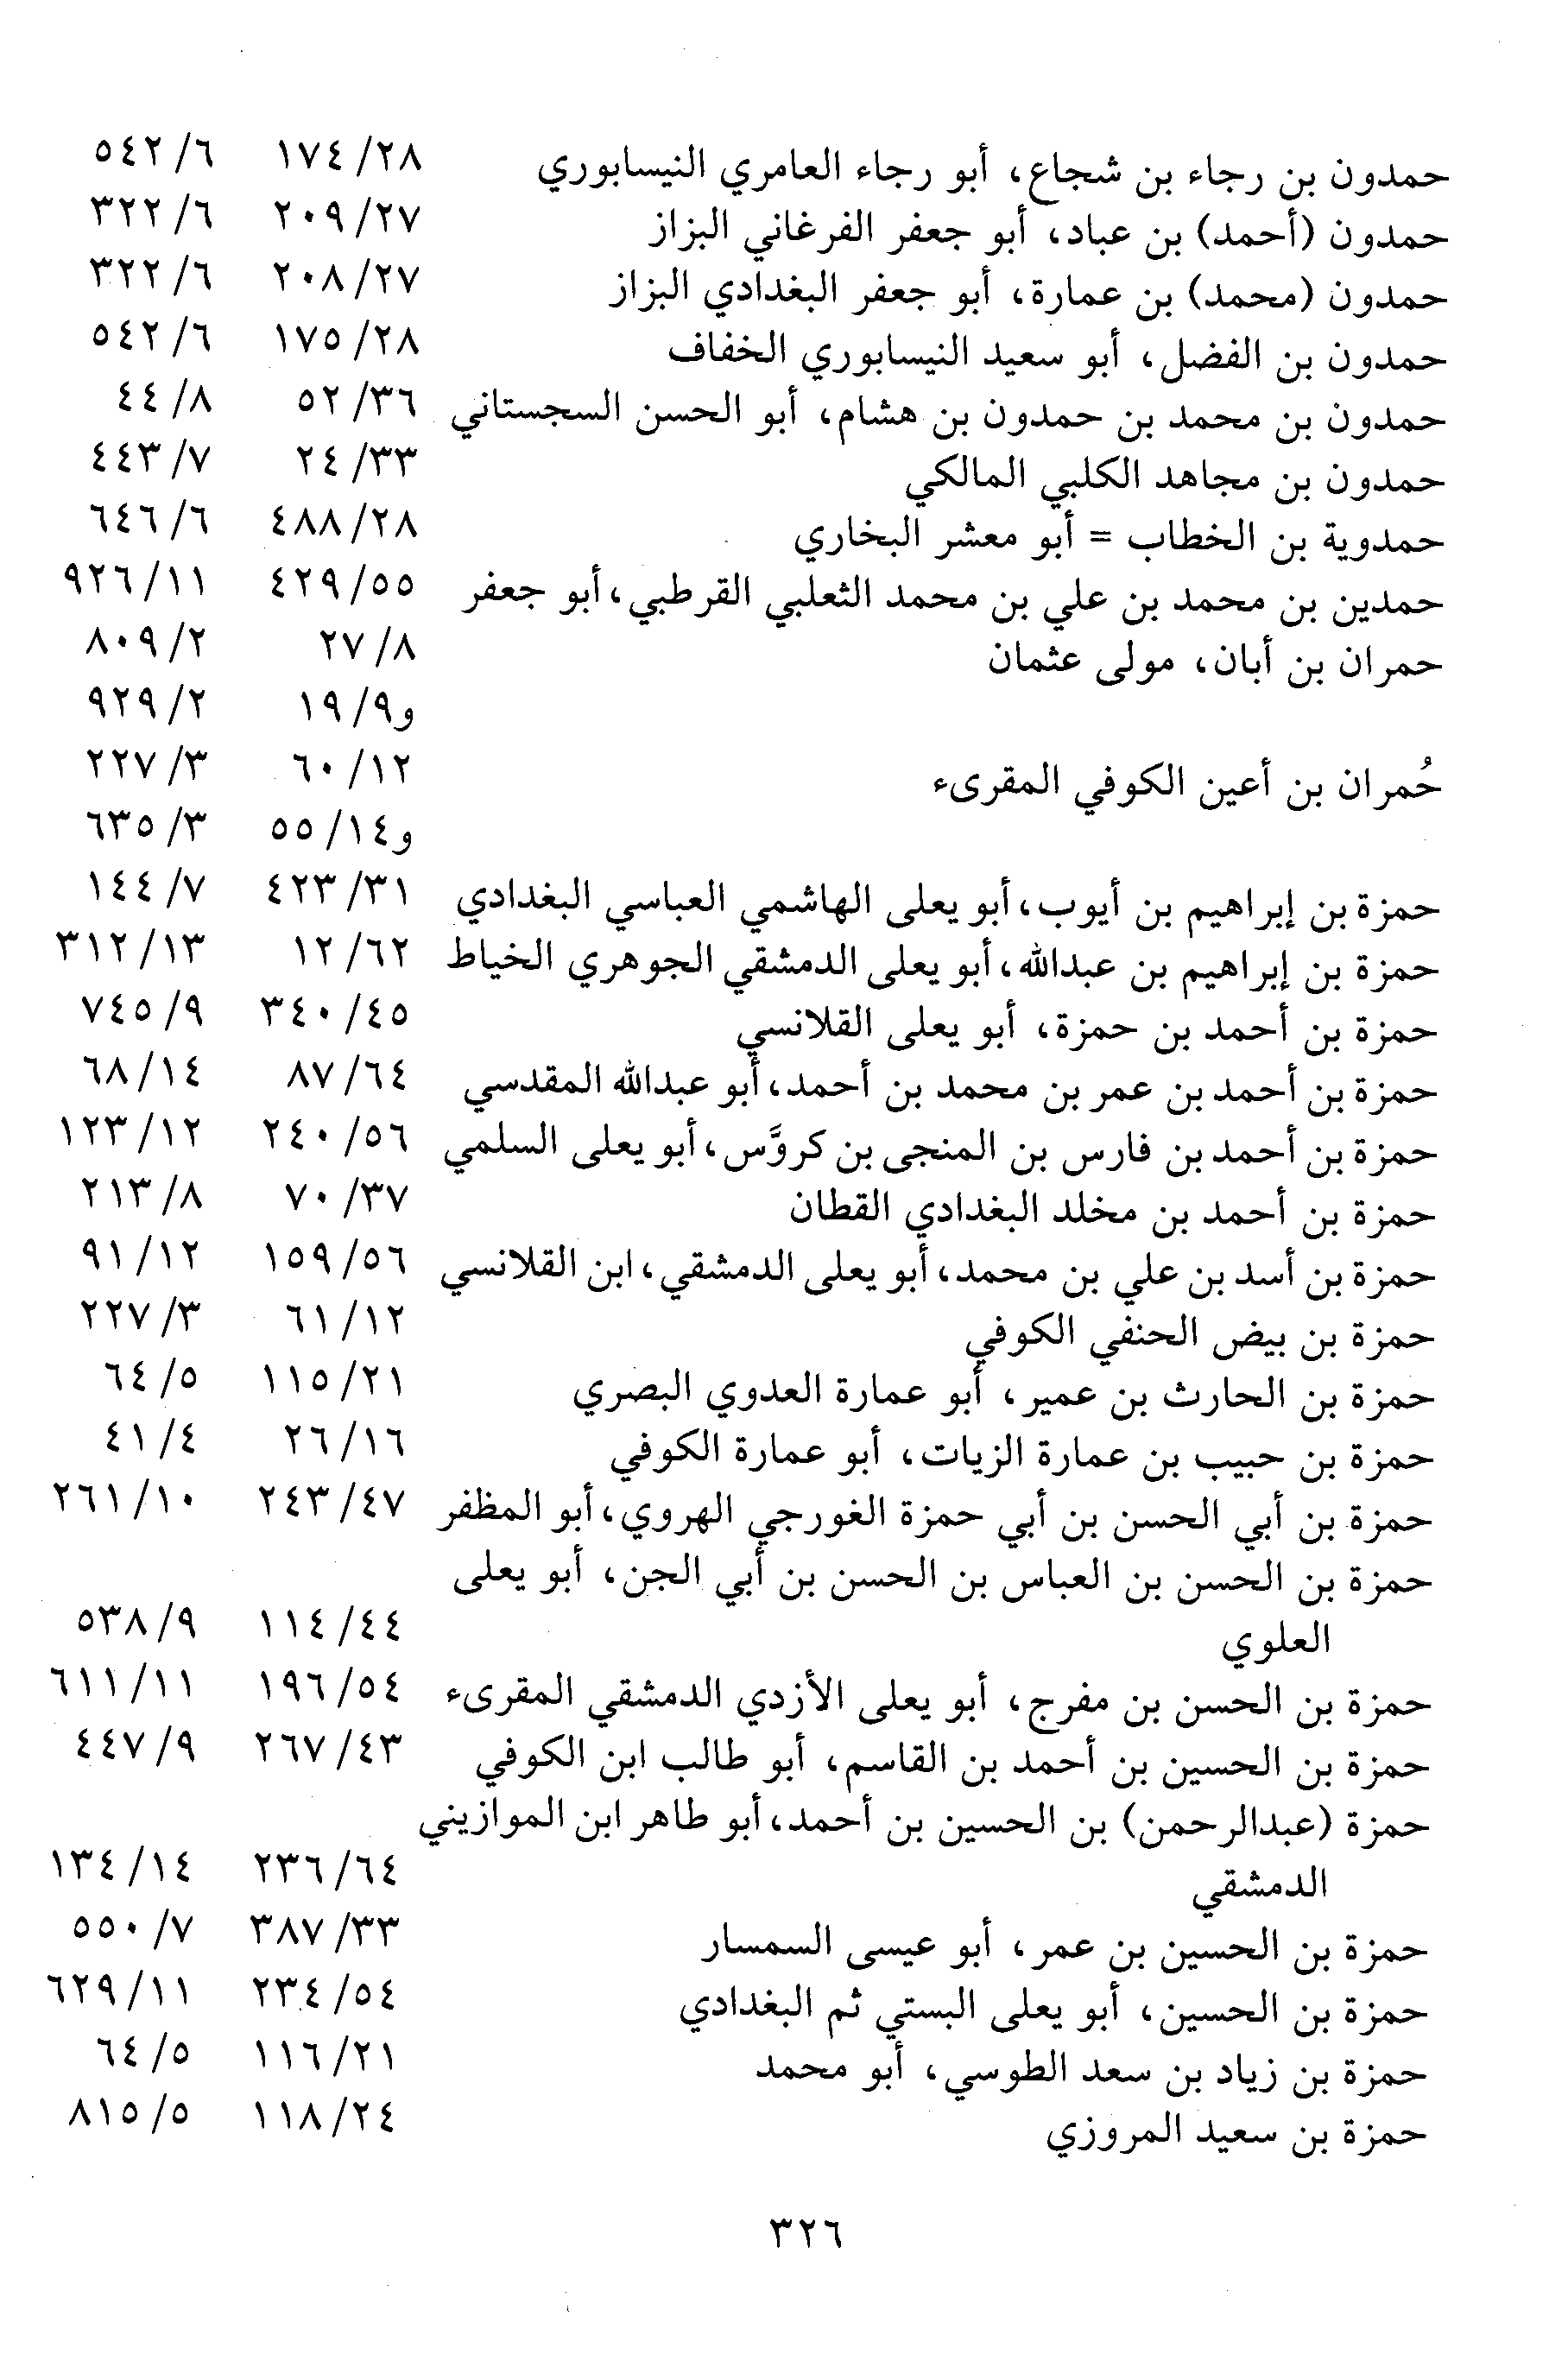 حمدون بن رجاء بن شجاع، أبو رجاء العامري النيسابوري ٢٨/ ١٧٤ ٦/ ٥٤٢
حمدون (أحمد) بن عباد، أبو جعفر الفرغاني البزاز ٢٧/ ٢٠٩ ٦/ ٣٢٢
حمدون (محمد) بن عمارة، أبو جعفر البغدادي البزاز ٢٧/ ٢٠٨ ٦/ ٣٢٢
حمدون بن الفضل، أبو سعيد النيسابوري الخفاف ٢٨/ ١٧٥ ٦/ ٥٤٢
حمدون بن محمد بن حمدون بن هشام، أبو الحسن السجستاني ٣٦/ ٥٢ ٨/ ٤٤
حمدون بن مجاهد الكلبي المالكي ٣٣/ ٢٤ ٧/ ٤٤٣
حمدوية بن الخطاب = أبو معشر البخاري ٢٨/ ٤٨٨ ٦/ ٦٤٦
حمدين بن محمد بن علي بن محمد الثعلبي القرطبي، أبو جعفر ٥٥/ ٤٢٩ ١١/ ٩٢٦
حمران بن أبان، مولى عثمان ٨/ ٢٧ ٢/ ٨٠٩
و٩/ ١٩ ٢/ ٩٢٩
حُمران بن أعين الكوفي المقرىء ١٢/ ٦٠ ٣/ ٢٢٧
و١٤/ ٥٥ ٣/ ٦٣٥
حمزة بن إبراهيم بن أيوب، أبو يعلى الهاشمي العباسي البغدادي ٣١/ ٤٢٣ ٧/ ١٤٤
حمزة بن إبراهيم بن عبدالله، أبو يعلى الدمشقي الجوهري الخياط ٦٢/ ١٢ ١٣/ ٣١٢
حمزة بن أحمد بن حمزة، أبو يعلى القلانسي ٤٥/ ٣٤٠ ٩/ ٧٤٥
حمزة بن أحمد بن عمر بن محمد بن أحمد، أبو عبدالله المقدسي ٦٤/ ٨٧ ١٤/ ٦٨
حمزة بن أحمد بن فارس بن المنجى بن كروَّس، أبو يعلى السلمي ٥٦/ ٢٤٠ ١٢/ ١٢٣
حمزة بن أحمد بن مخلد البغدادي القطان ٣٧/ ٧٠ ٨/ ٢١٣
حمزة بن أسد بن علي بن محمد، أبو يعلى الدمشقي، ابن القلانسي ٥٦/ ١٥٩ ١٢/ ٩١
حمزة بن بيض الحنفي الكوفي ١٢/ ٦١ ٣/ ٢٢٧
حمزة بن الحارث بن عمير، أبو عمارة العدوي البصري ٢١/ ١١٥ ٥/ ٦٤
حمزة بن حبيب بن عمارة الزيات، أبو عمارة الكوفي ١٦/ ٢٦ ٤/ ٤١
حمزة بن أبي الحسن بن أبي حمزة الغورجي الهروي، أبو المظفر ٤٧/ ٢٤٣ ١٠/ ٢٦١
حمزة بن الحسن بن العباس بن الحسن بن أبي الجن، أبو يعلى
العلوي ٤٤/ ١١٤ ٩/ ٥٣٨
حمزة بن الحسن بن مفرج، أبو يعلى الأزدي الدمشقي المقرىء ٥٤/ ١٩٦ ١١/ ٦١١
حمزة بن الحسين بن أحمد بن القاسم، أبو طالب ابن الكوفي ٤٣/ ٢٦٧ ٩/ ٤٤٧
حمزة (عبدالرحمن) بن الحسين بن أحمد، أبو طاهر ابن الموازيني
الدمشقي ٦٤/ ٢٣٦ ١٤/ ١٣٤
حمزة بن الحسين بن عمر، أبو عيسى السمسار ٣٣/ ٣٨٧ ٧/ ٥٥٠
حمزة بن الحسين، أبو يعلى البستي ثم البغدادي ٥٤/ ٢٣٤ ١١/ ٦٢٩
حمزة بن زياد بن سعد الطوسي، أبو محمد ٢١/ ١١٦ ٥/ ٦٤
حمزة بن سعيد المروزي ٢٤/ ١١٨ ٥/ ٨١٥
٣٢٦